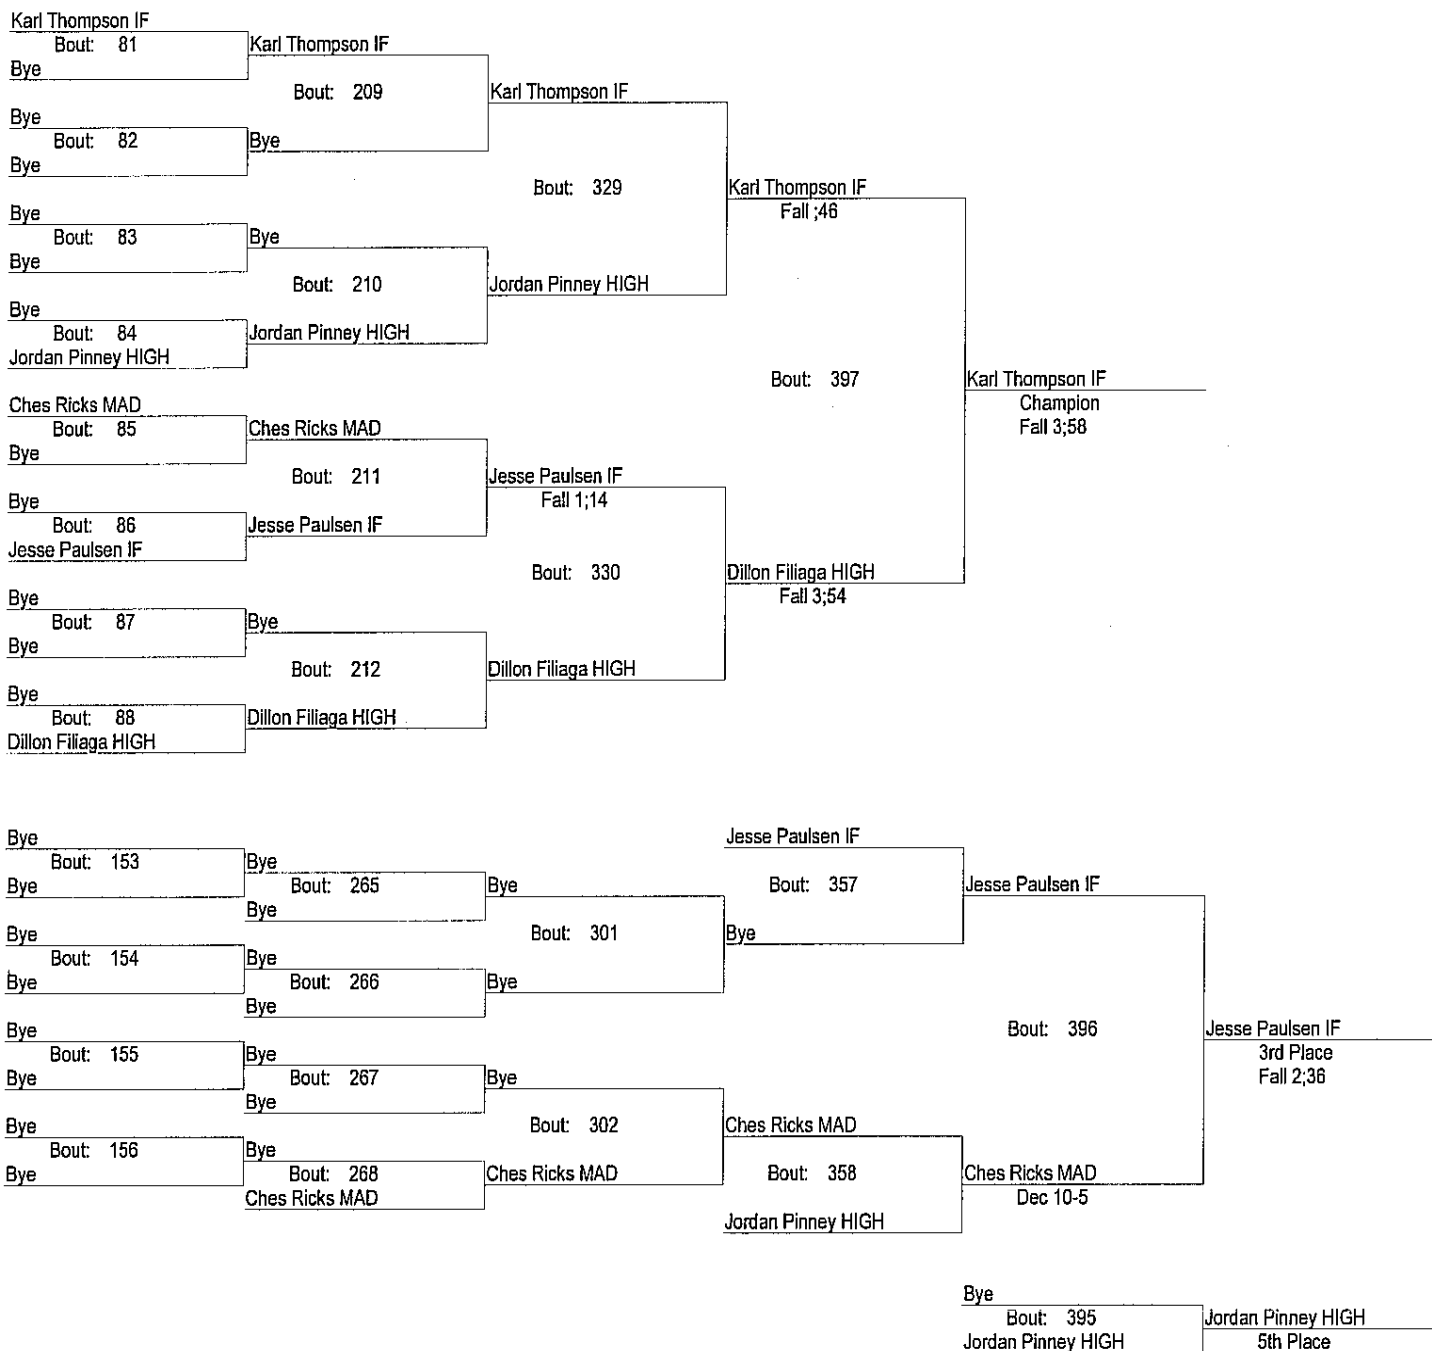 Karl Thompson IF
Bout: 81
Karl Thompson IF
Bye
Bout: 209
Karl Thompson IF
Bye
Bout: 82
Bye
Bye
Bout: 329
Karl Thompson IF
Fall ;46
Bye
Bout: 83
Bye
Bye
Bout: 210
Jordan Pinney HIGH
Bye
Bout: 84
Jordan Pinney HIGH
Jordan Pinney HIGH
Bout: 397
Karl Thompson IF
Champion
Fall 3;58
Ches Ricks MAD
Bout: 85
Ches Ricks MAD
Bye
Bout: 211
Jesse Paulsen IF
Fall 1;14
Bye
Bout: 86
Jesse Paulsen IF
Jesse Paulsen IF
Bout: 330
Dillon Filiaga HIGH
Fall 3;54
Bye
Bout: 87
Bye
Bye
Bout: 212
Dillon Filiaga HIGH
Bye
Bout: 88
Dillon Filiaga HIGH
Dillon Filiaga HIGH
Bye
Bout: 153
Bye
Bye
Bout: 265
Bye
Bye
Jesse Paulsen IF
Bout: 357
Jesse Paulsen IF
Bye
Bout: 154
Bye
Bye
Bout: 266
Bye
Bye
Bout: 301
Bye
Bye
Bout: 155
Bye
Bye
Bout: 267
Bye
Bye
Bout: 396
Jesse Paulsen IF
3rd Place
Fall 2;36
Bye
Bout: 156
Bye
Bye
Bout: 268
Ches Ricks MAD
Ches Ricks MAD
Bout: 302
Ches Ricks MAD
Bout: 358
Ches Ricks MAD
Dec 10-5
Jordan Pinney HIGH
Bye
Bout: 395
Jordan Pinney HIGH
Jordan Pinney HIGH
5th Place